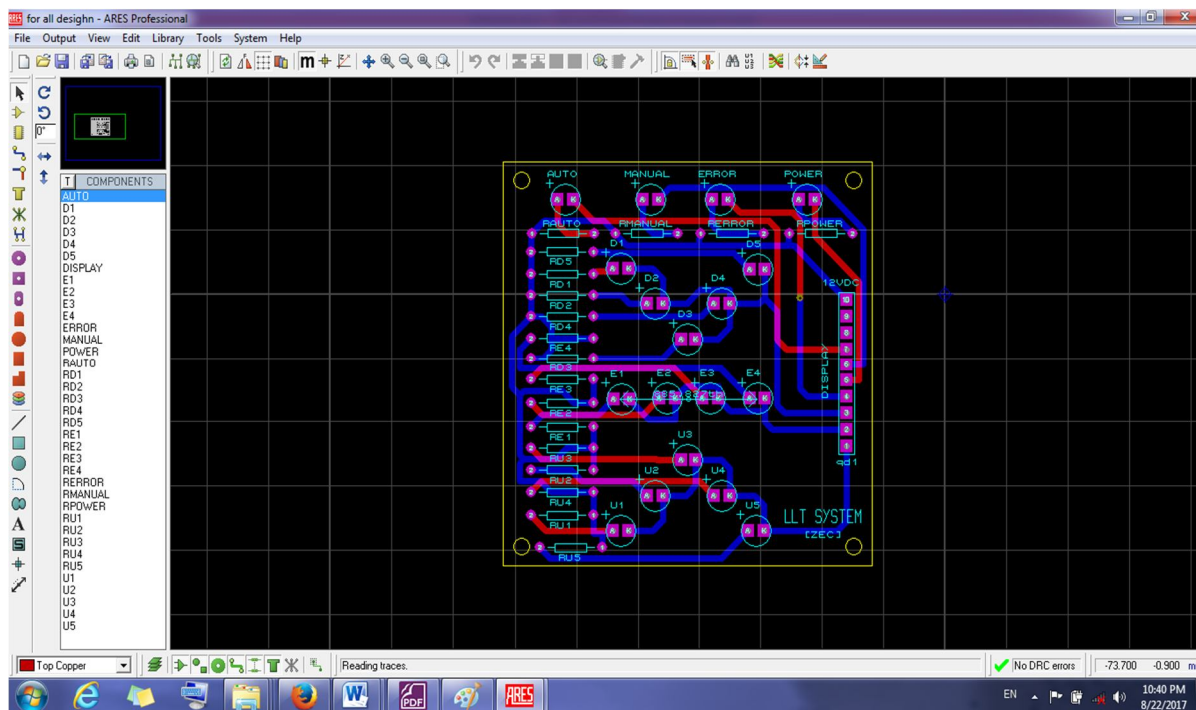 for all desighn - ARES Professional
File Output View Edit Library Tools System Help
0°
T COMPONENTS
AUTO
D1
D2
D3
D4
D5
DISPLAY
E1
E2
E3
E4
ERROR
MANUAL
POWER
RAUTO
RD1
RD2
RD3
RD4
RD5
RE1
RE2
RE3
RE4
RERROR
RMANUAL
RPOWER
RU1
RU2
RU3
RU4
RU5
U1
U2
U3
U4
U5
AUTO MANUAL ERROR POWER
RAUTO RMANUAL RERROR RPOWER
D1 D5
RD5
D2 D4
12VDC
RD1
RD2
D3
RD4
RE4
DISPLAY
RD3
E1 E2 E3 E4
RE3
RE2
RE1
U3
RU3
U2 U4
RU2
RU4
U1 U5
LLT SYSTEM
RU1
[ZEC]
RU5
Top Copper
Reading traces.
No DRC errors
-73.700 -0.900 m
EN
10:40 PM
8/22/2017